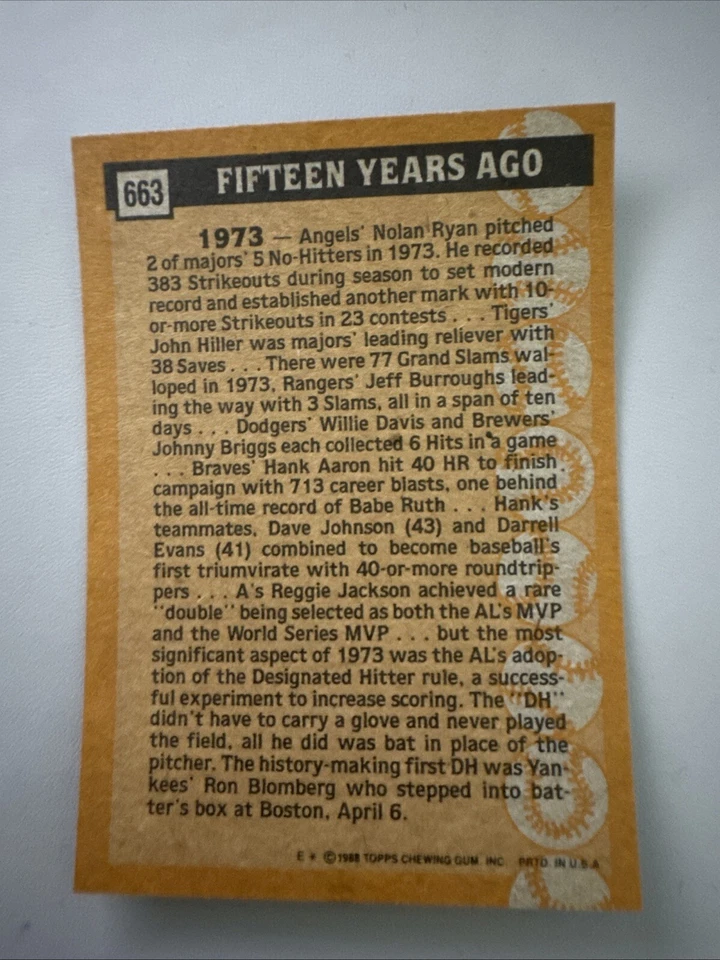 663 FIFTEEN YEARS AGO
1973 — Angels' Nolan Ryan pitched
2 of majors' 5 No-Hitters in 1973. He recorded
383 Strikeouts during season to set modern
record and established another mark with 10-
or-more Strikeouts in 23 contests . . . Tigers'
John Hiller was majors' leading reliever with
38 Saves . . . There were 77 Grand Slams wal-
loped in 1973, Rangers' Jeff Burroughs lead-
ing the way with 3 Slams, all in a span of ten
days . . . Dodgers' Willie Davis and Brewers'
Johnny Briggs each collected 6 Hits in a game
. . . Braves' Hank Aaron hit 40 HR to finish
campaign with 713 career blasts, one behind
the all-time record of Babe Ruth . . . Hank's
teammates, Dave Johnson (43) and Darrell
Evans (41) combined to become baseball's
first triumvirate with 40-or-more roundtrip-
pers . . . A's Reggie Jackson achieved a rare
"double" being selected as both the AL's MVP
and the World Series MVP . . . but the most
significant aspect of 1973 was the AL's adop-
tion of the Designated Hitter rule, a success-
ful experiment to increase scoring. The "DH"
didn't have to carry a glove and never played
the field, all he did was bat in place of the
pitcher. The history-making first DH was Yan-
kees' Ron Blomberg who stepped into bat-
ter's box at Boston, April 6.
E * ©1988 TOPPS CHEWING GUM, INC. PRTD. IN U.S.A.